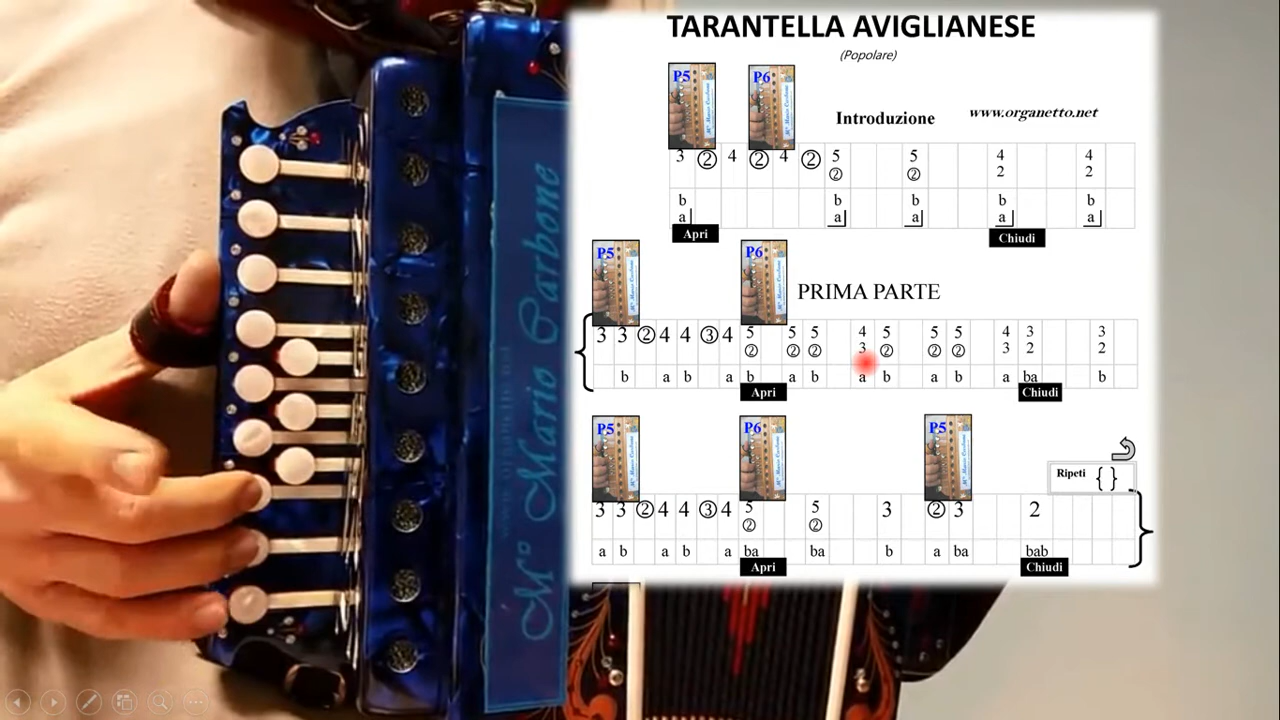 TARANTELLA AVIGLIANESE
(Popolare)
P5 P6
Introduzione
www.organetto.net
3 ② 4 ② 4 ② 5 5 4 4
② ② 2 2
b b b b b
a a a a a
Apri Chiudi
P5 P6
PRIMA PARTE
3 3 ② 4 4 ③ 4 5 5 5 4 5 5 5 4 3 3
② ② ② 3 ② ② ② 3 2 2
b a b a b a b a b a b a ba b
Apri Chiudi
P5 P6 P5
Ripeti { }
3 3 ② 4 4 ③ 4 5 5 3 ② 3 2
② ②
a b a b a ba ba b a ba bab
Apri Chiudi
M° Mario Carbone